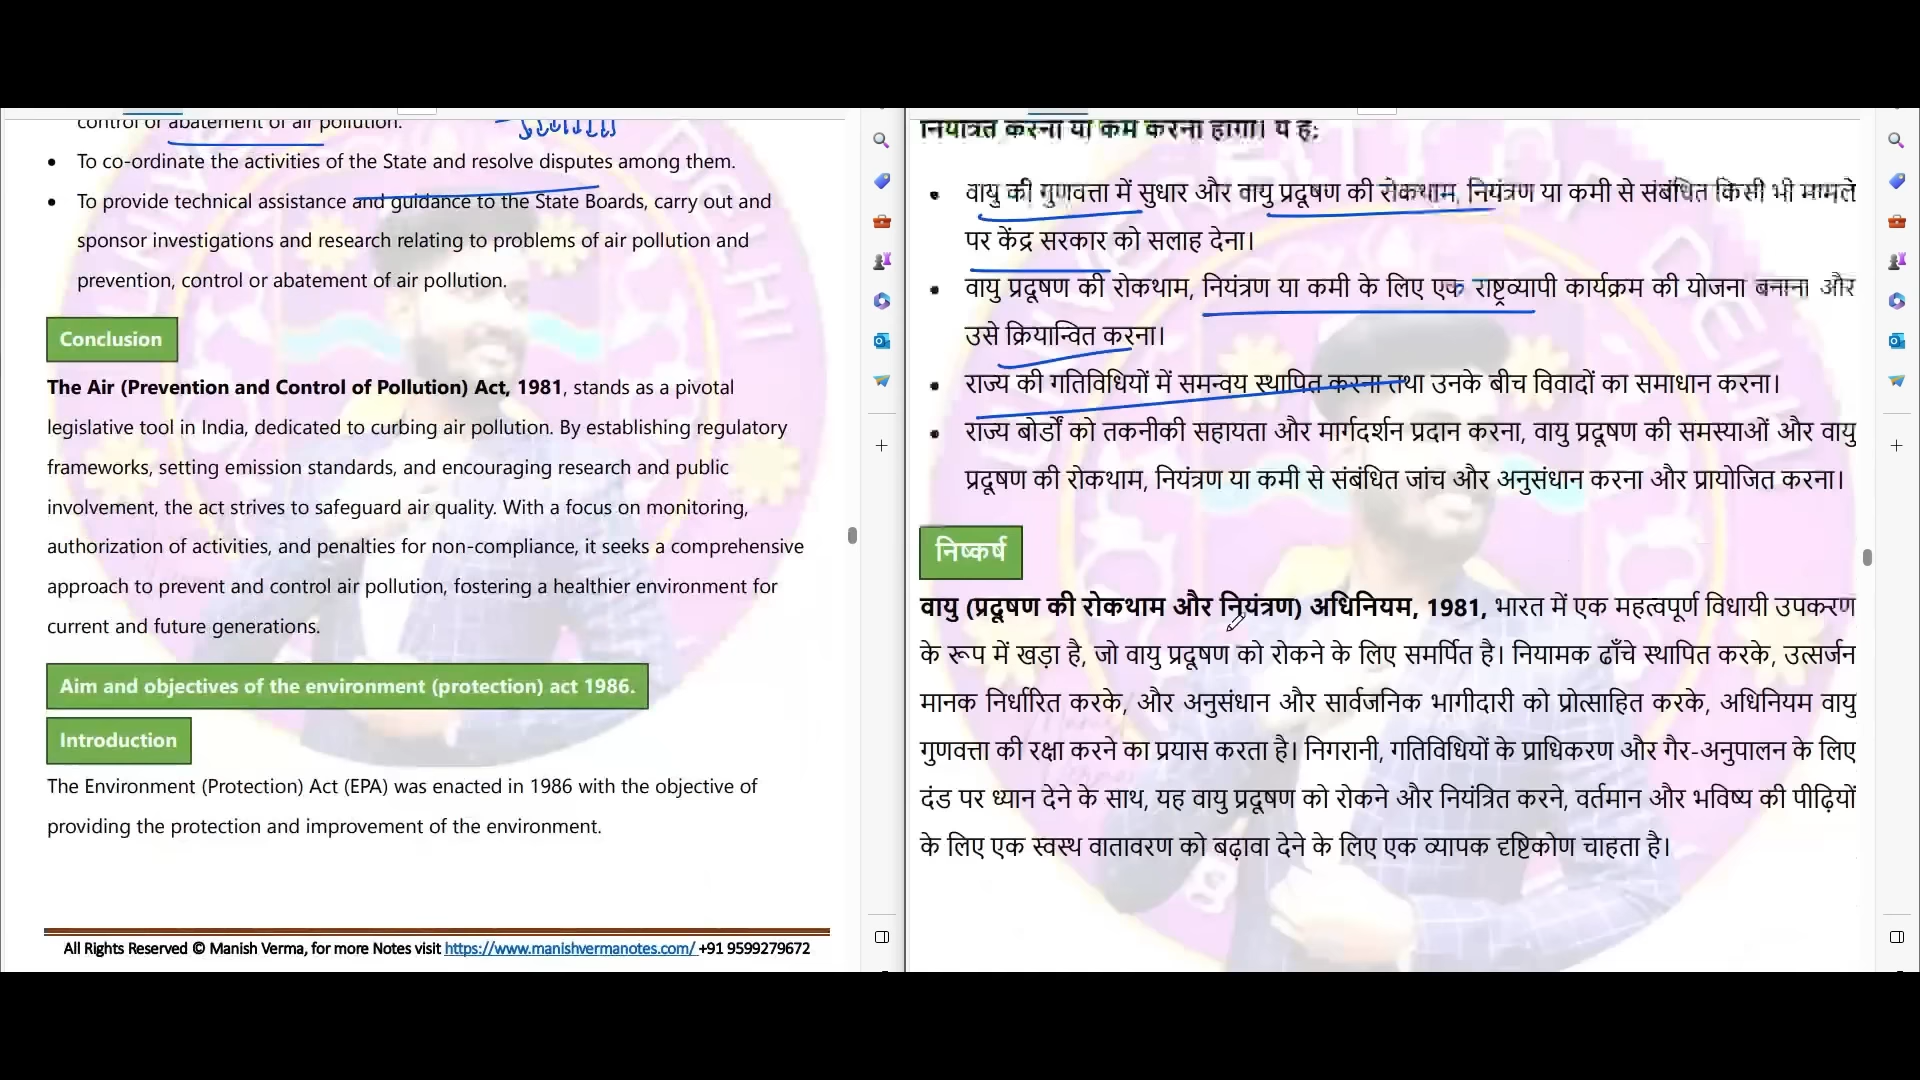 control or abatement of air pollution.
• To co-ordinate the activities of the State and resolve disputes among them.
• To provide technical assistance and guidance to the State Boards, carry out and
sponsor investigations and research relating to problems of air pollution and
prevention, control or abatement of air pollution.
Conclusion
The Air (Prevention and Control of Pollution) Act, 1981, stands as a pivotal
legislative tool in India, dedicated to curbing air pollution. By establishing regulatory
frameworks, setting emission standards, and encouraging research and public
involvement, the act strives to safeguard air quality. With a focus on monitoring,
authorization of activities, and penalties for non-compliance, it seeks a comprehensive
approach to prevent and control air pollution, fostering a healthier environment for
current and future generations.
Aim and objectives of the environment (protection) act 1986.
Introduction
The Environment (Protection) Act (EPA) was enacted in 1986 with the objective of
providing the protection and improvement of the environment.
All Rights Reserved © Manish Verma, for more Notes visit https://www.manishvermanotes.com/ +91 9599279672
नियंत्रित करना या कम करना होगा। ये हैं:
• वायु की गुणवत्ता में सुधार और वायु प्रदूषण की रोकथाम, नियंत्रण या कमी से संबंधित किसी भी मामले
पर केंद्र सरकार को सलाह देना।
• वायु प्रदूषण की रोकथाम, नियंत्रण या कमी के लिए एक राष्ट्रव्यापी कार्यक्रम की योजना बनाना और
उसे क्रियान्वित करना।
• राज्य की गतिविधियों में समन्वय स्थापित करना तथा उनके बीच विवादों का समाधान करना।
• राज्य बोर्डों को तकनीकी सहायता और मार्गदर्शन प्रदान करना, वायु प्रदूषण की समस्याओं और वायु
प्रदूषण की रोकथाम, नियंत्रण या कमी से संबंधित जांच और अनुसंधान करना और प्रायोजित करना।
निष्कर्ष
वायु (प्रदूषण की रोकथाम और नियंत्रण) अधिनियम, 1981, भारत में एक महत्वपूर्ण विधायी उपकरण
के रूप में खड़ा है, जो वायु प्रदूषण को रोकने के लिए समर्पित है। नियामक ढाँचे स्थापित करके, उत्सर्जन
मानक निर्धारित करके, और अनुसंधान और सार्वजनिक भागीदारी को प्रोत्साहित करके, अधिनियम वायु
गुणवत्ता की रक्षा करने का प्रयास करता है। निगरानी, गतिविधियों के प्राधिकरण और गैर-अनुपालन के लिए
दंड पर ध्यान देने के साथ, यह वायु प्रदूषण को रोकने और नियंत्रित करने, वर्तमान और भविष्य की पीढ़ियों
के लिए एक स्वस्थ वातावरण को बढ़ावा देने के लिए एक व्यापक दृष्टिकोण चाहता है।